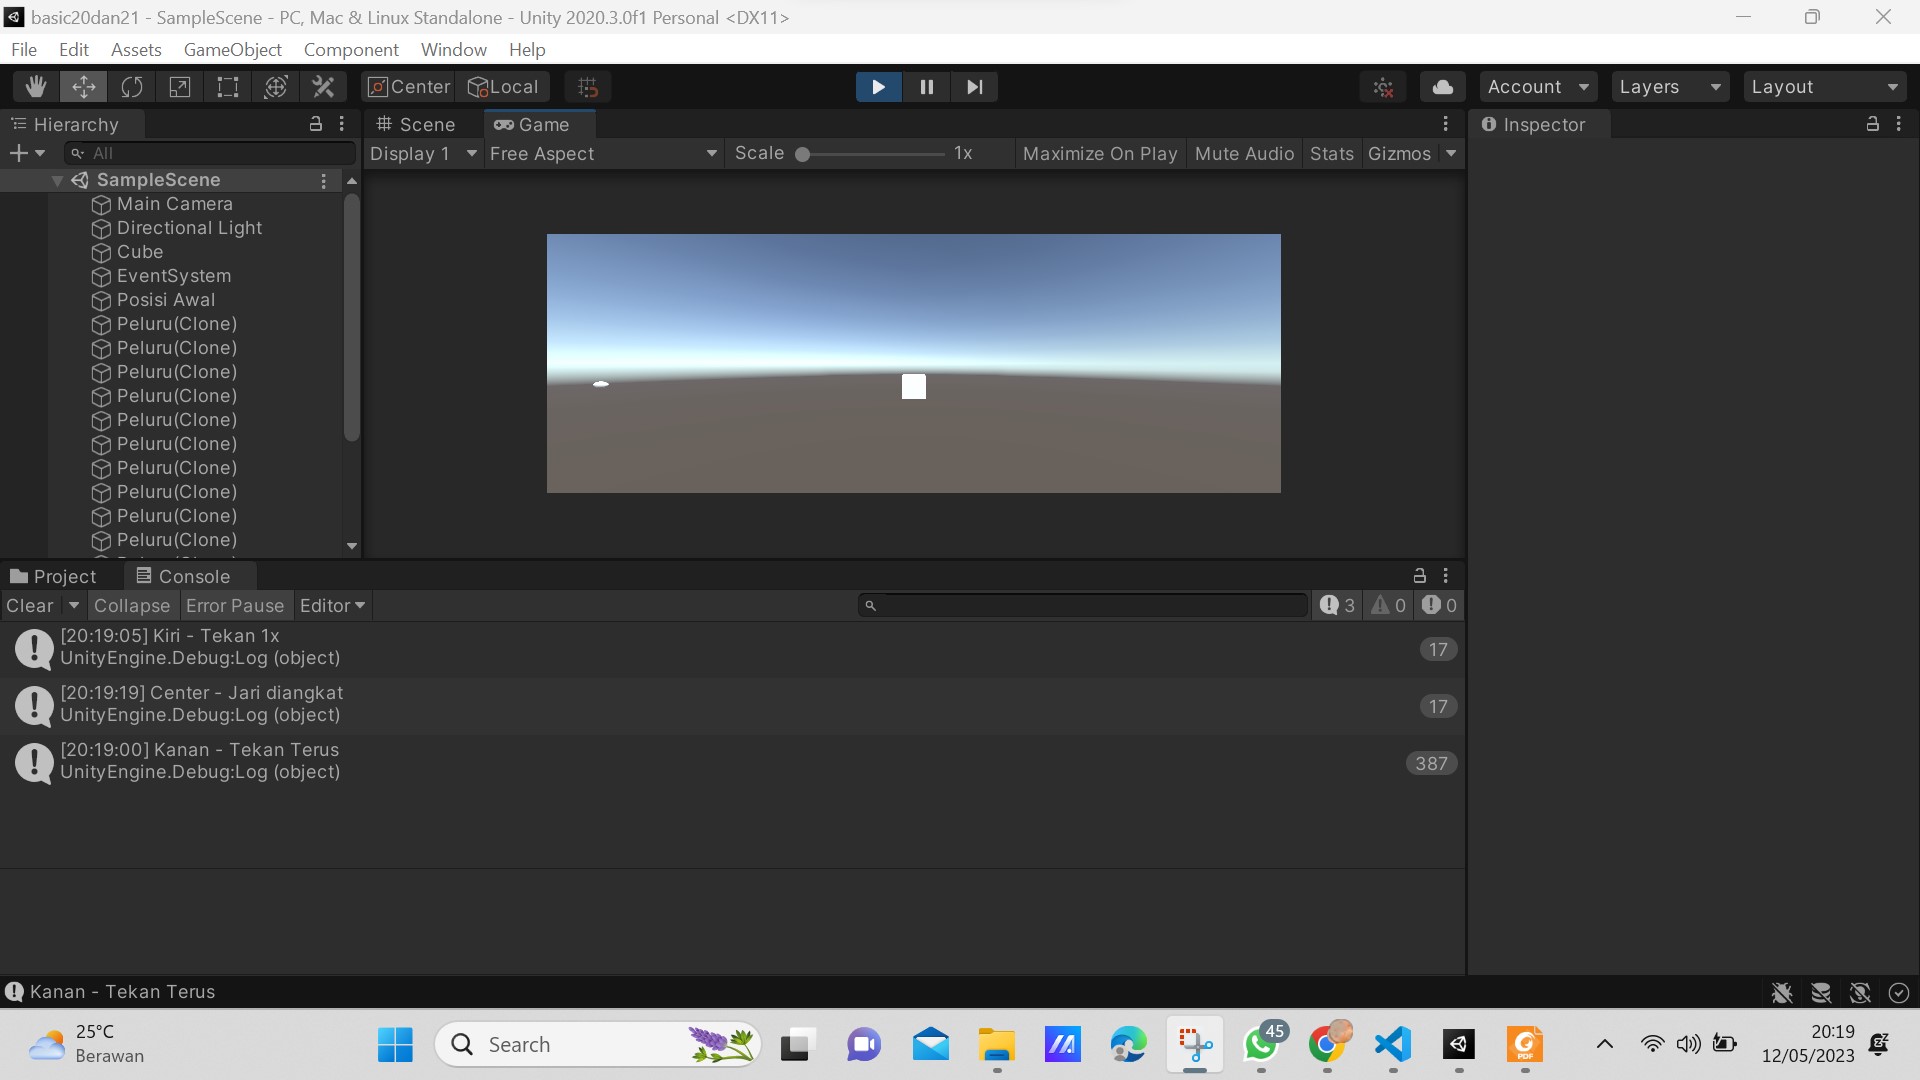 basic20dan21 - SampleScene - PC, Mac & Linux Standalone - Unity 2020.3.0f1 Personal <DX11>
File Edit Assets GameObject Component Window Help
Center Local Account Layers Layout
Hierarchy
All
SampleScene
Main Camera
Directional Light
Cube
EventSystem
Posisi Awal
Peluru(Clone)
Peluru(Clone)
Peluru(Clone)
Peluru(Clone)
Peluru(Clone)
Peluru(Clone)
Peluru(Clone)
Peluru(Clone)
Peluru(Clone)
Peluru(Clone)
Scene Game
Display 1 Free Aspect Scale 1x Maximize On Play Mute Audio Stats Gizmos
Inspector
Project Console
Clear Collapse Error Pause Editor 3 0 0
[20:19:05] Kiri - Tekan 1x
UnityEngine.Debug:Log (object)
17
[20:19:19] Center - Jari diangkat
UnityEngine.Debug:Log (object)
17
[20:19:00] Kanan - Tekan Terus
UnityEngine.Debug:Log (object)
387
Kanan - Tekan Terus
25°C
Berawan
Search
45
PDF
20:19
12/05/2023